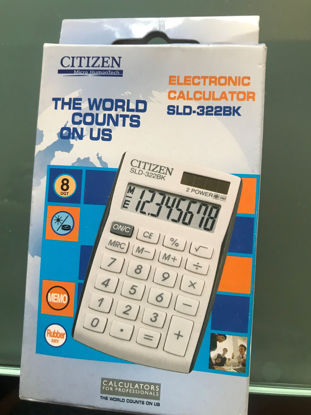 CITIZEN
Micro HumanTech
ELECTRONIC
CALCULATOR
SLD-322BK
THE WORLD
COUNTS
ON US
8
DGT
CITIZEN
SLD-322BK
2 POWER
M
E
12345678
ON/C
CE
%
√
MRC
M−
M+
÷
7
8
9
×
4
5
6
−
1
2
3
+
0
·
=
MEMO
Rubber
KEY
CALCULATORS
FOR PROFESSIONALS
THE WORLD COUNTS ON US